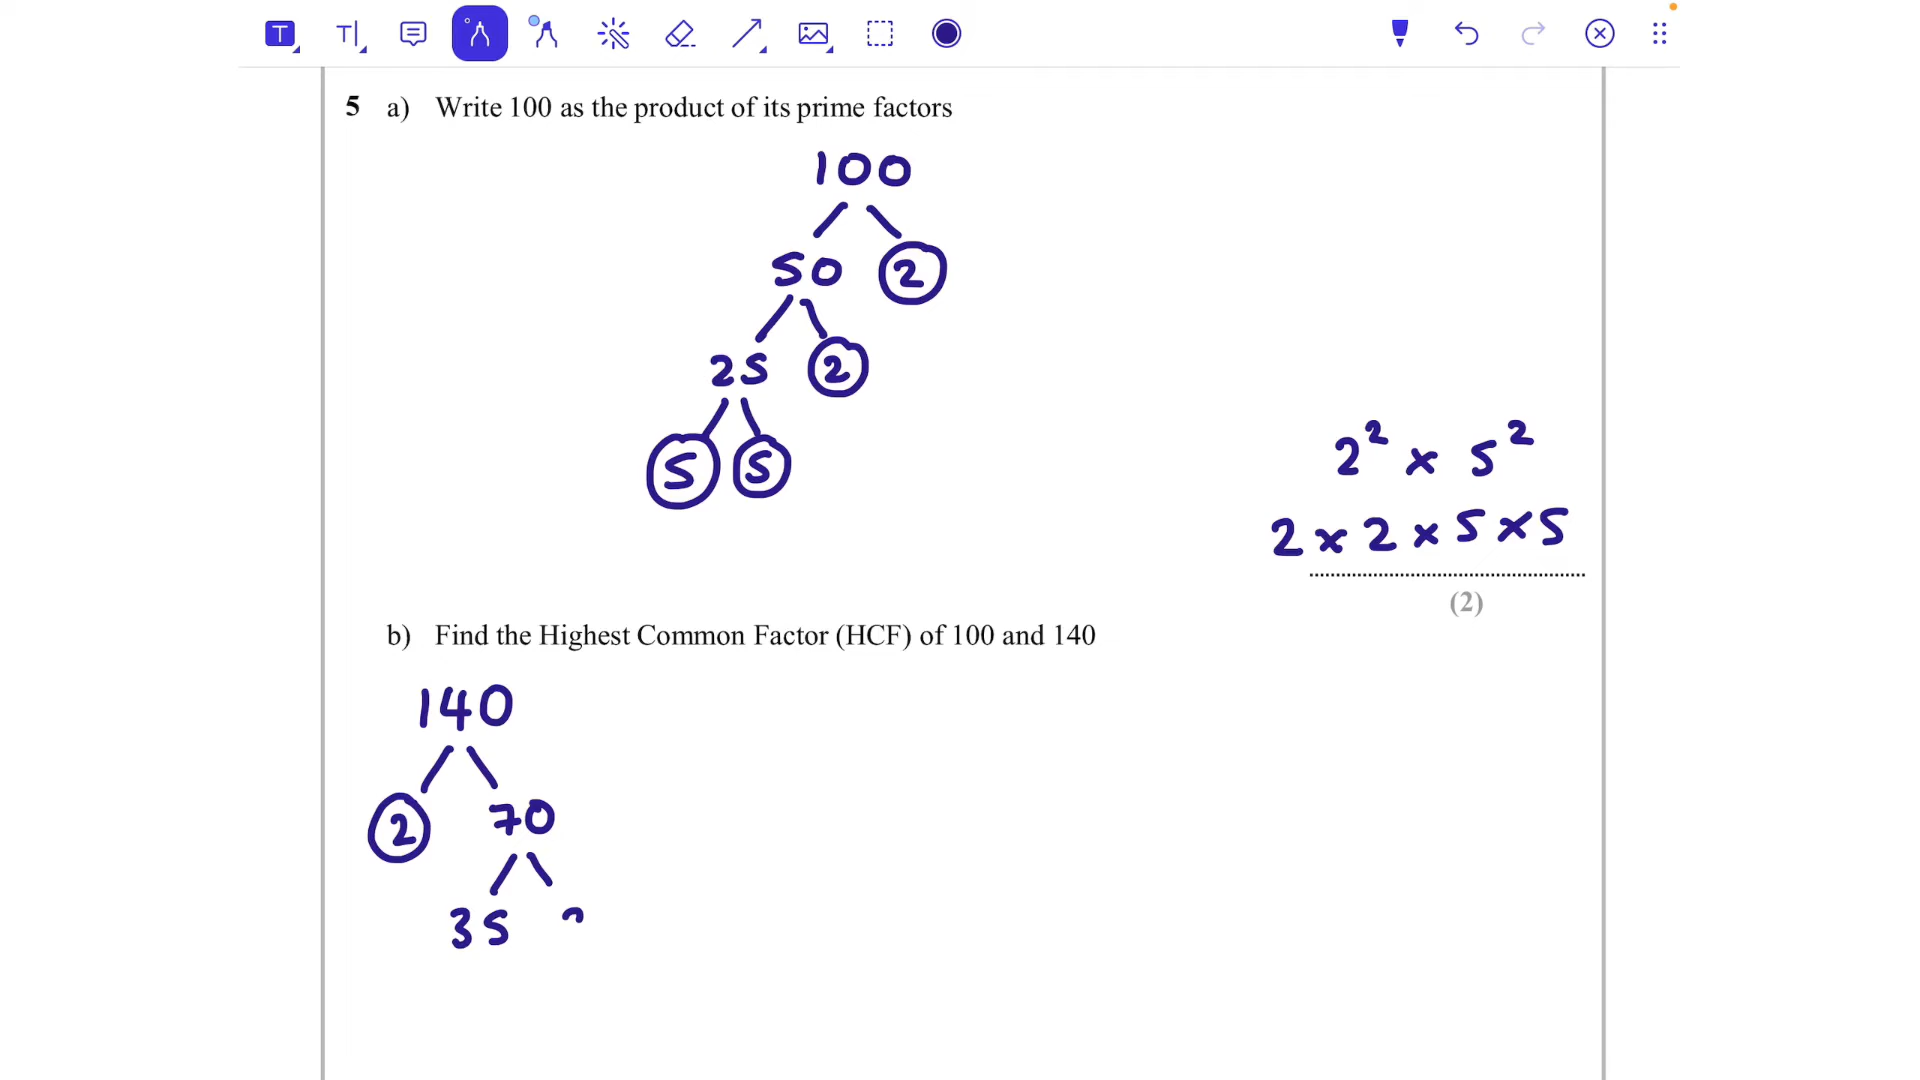 5 a) Write 100 as the product of its prime factors
100
50 2
25 2
5 5
2² × 5²
2 × 2 × 5 × 5
(2)
b) Find the Highest Common Factor (HCF) of 100 and 140
140
2 70
35